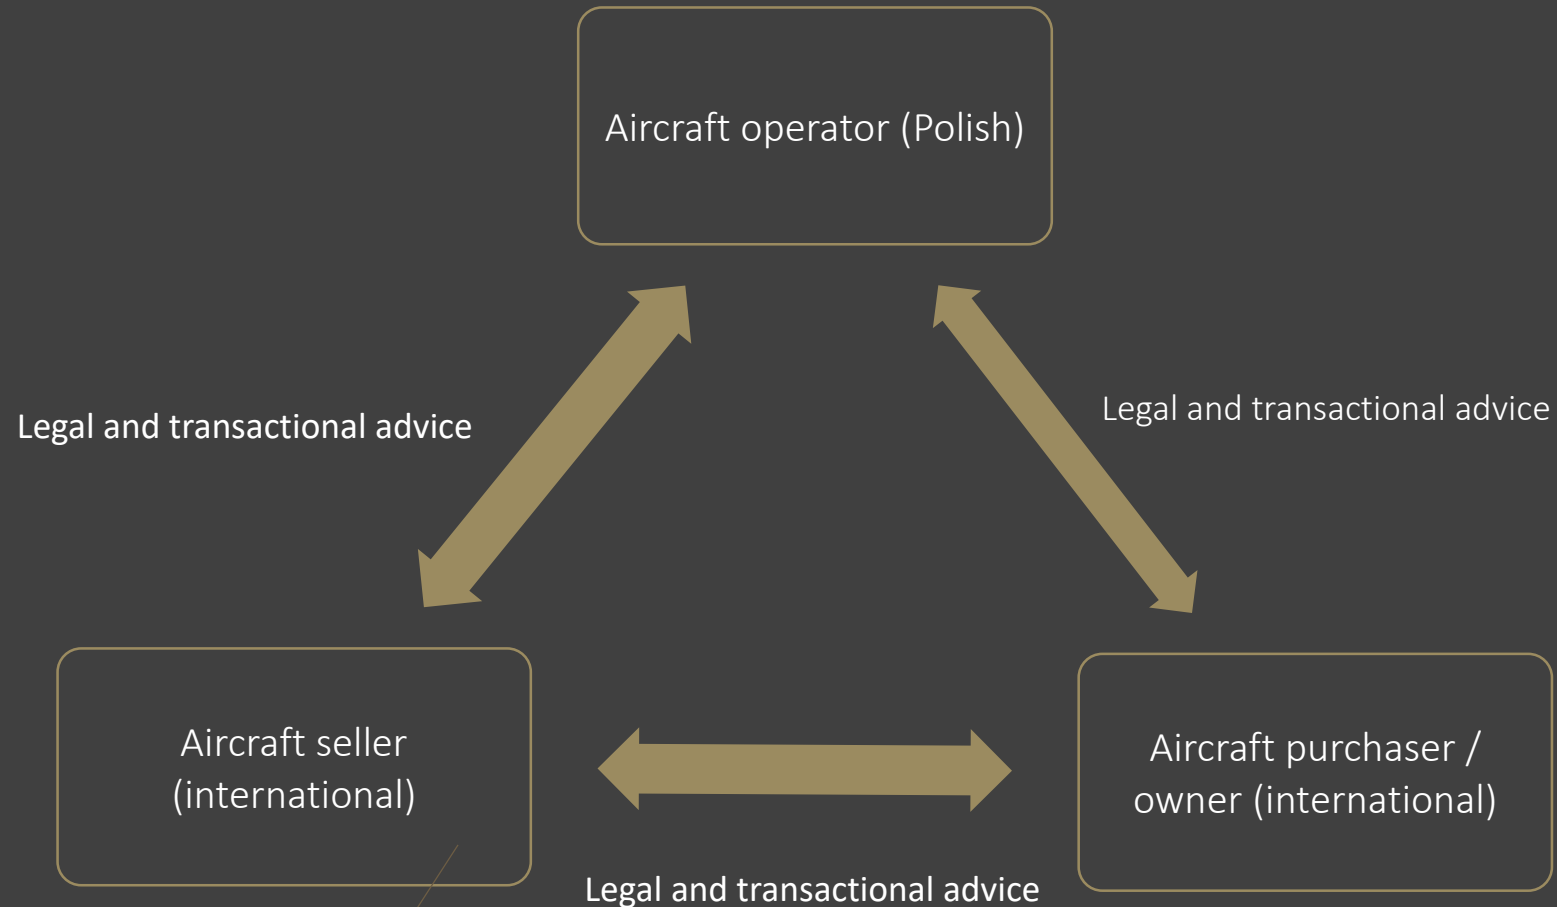 Aircraft operator (Polish)
Legal and transactional advice
Legal and transactional advice
Aircraft seller
(international)
Aircraft purchaser /
owner (international)
Legal and transactional advice